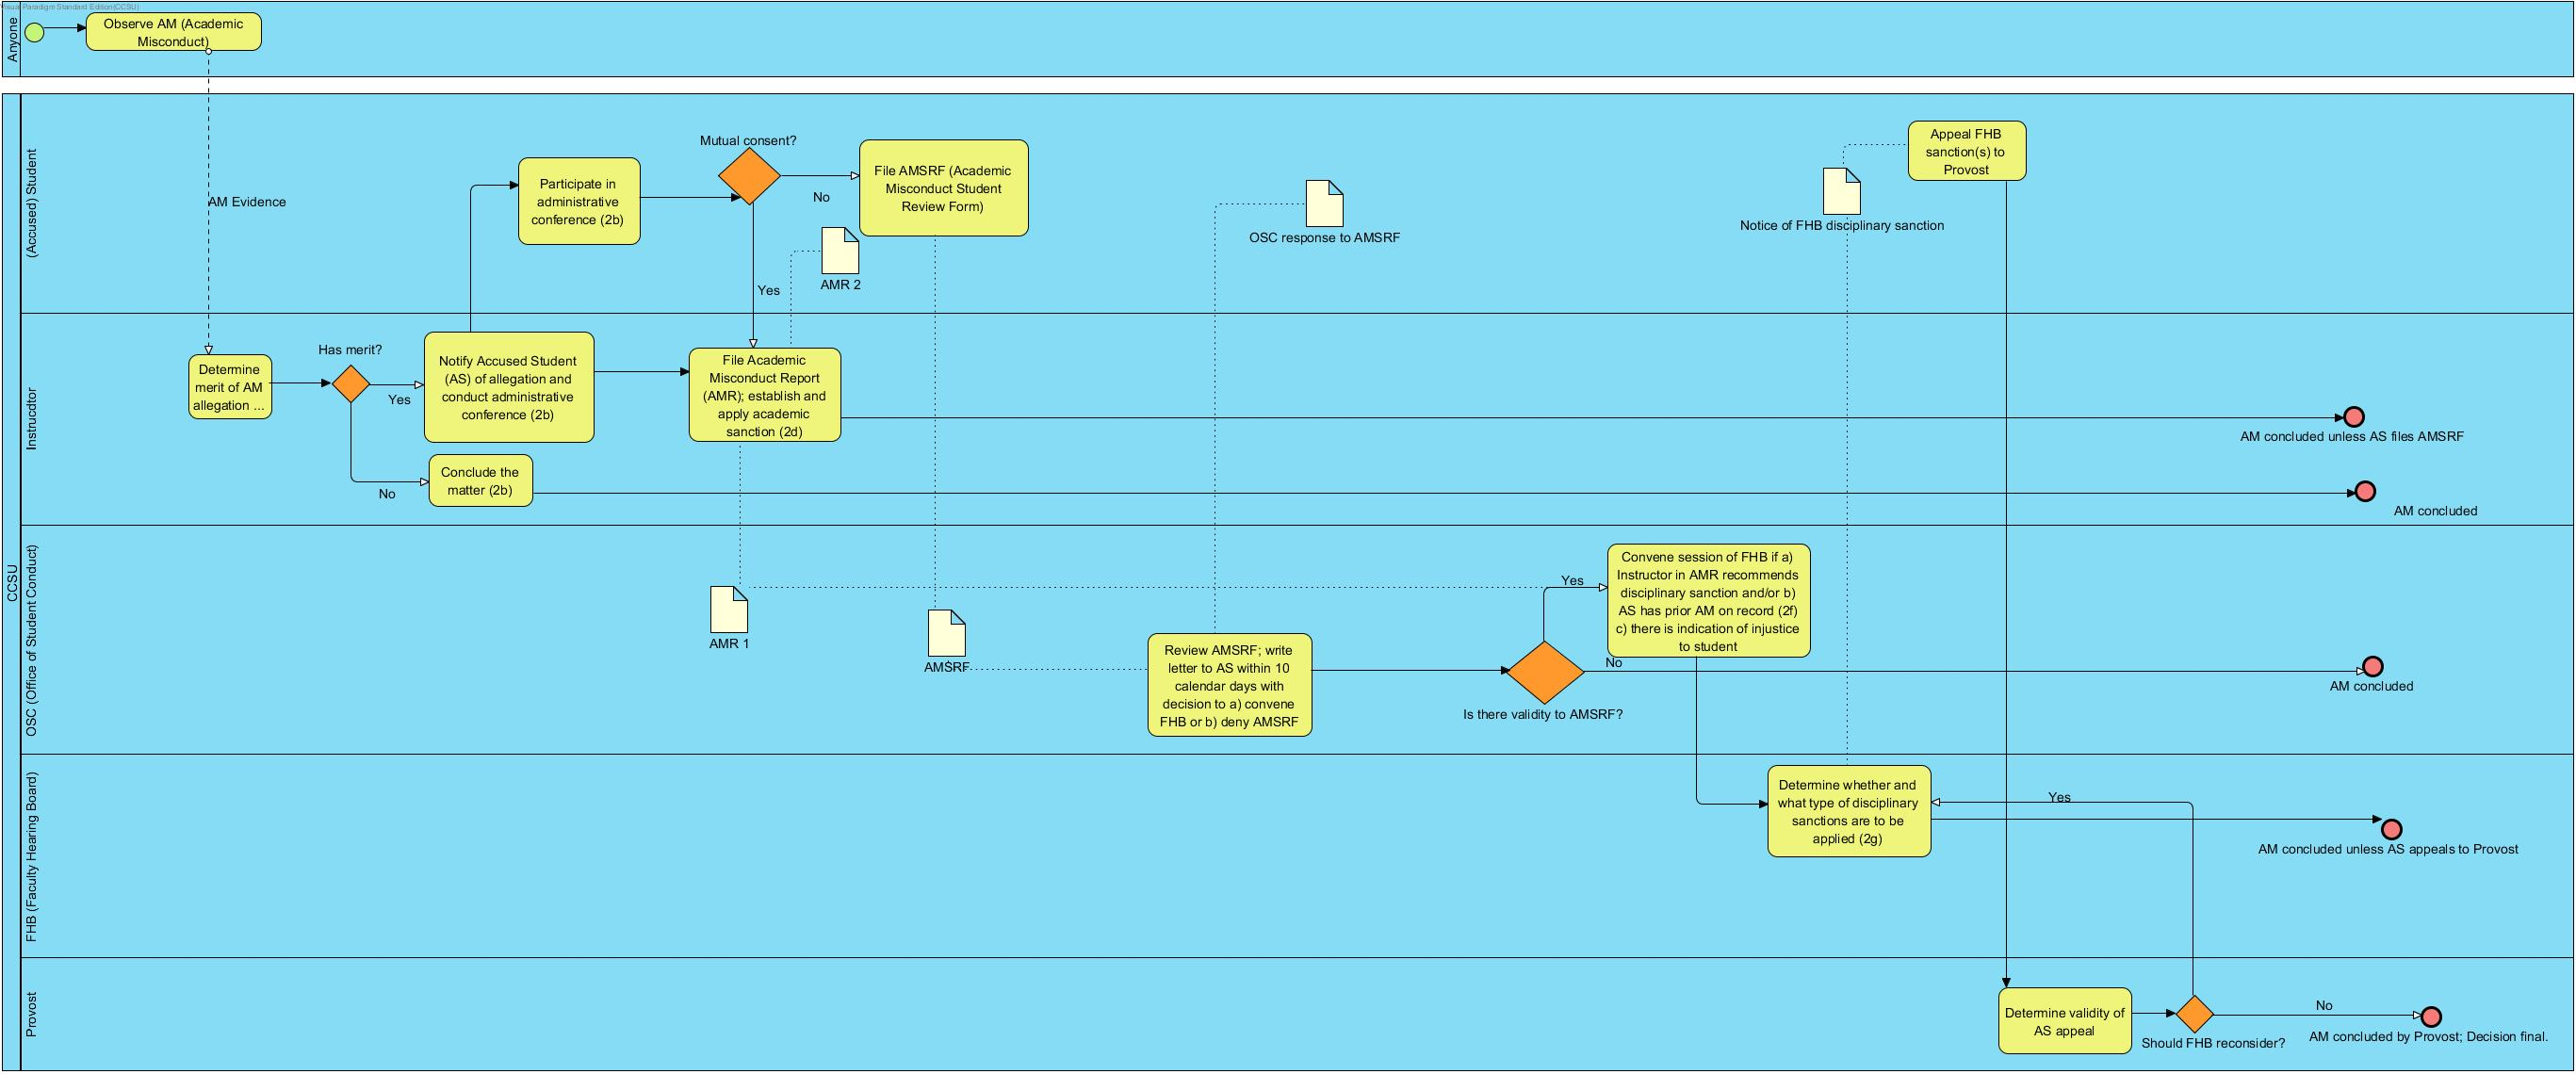 Visual Paradigm Standard Edition(CCSU)
Anyone
Observe AM (Academic
Misconduct)
CCSU
(Accused) Student
AM Evidence
Participate in
administrative
conference (2b)
Mutual consent?
No
Yes
File AMSRF (Academic
Misconduct Student
Review Form)
AMR 2
OSC response to AMSRF
Notice of FHB disciplinary sanction
Appeal FHB
sanction(s) to
Provost
Instrucdtor
Determine
merit of AM
allegation ...
Has merit?
Yes
No
Notify Accused Student
(AS) of allegation and
conduct administrative
conference (2b)
Conclude the
matter (2b)
File Academic
Misconduct Report
(AMR); establish and
apply academic
sanction (2d)
AM concluded unless AS files AMSRF
AM concluded
OSC (Office of Student Conduct)
AMR 1
AMSRF
Review AMSRF; write
letter to AS within 10
calendar days with
decision to a) convene
FHB or b) deny AMSRF
Is there validity to AMSRF?
Yes
No
Convene session of FHB if a)
Instructor in AMR recommends
disciplinary sanction and/or b)
AS has prior AM on record (2f)
c) there is indication of injustice
to student
AM concluded
FHB (Faculty Hearing Board)
Determine whether and
what type of disciplinary
sanctions are to be
applied (2g)
Yes
AM concluded unless AS appeals to Provost
Provost
Determine validity of
AS appeal
Should FHB reconsider?
No
AM concluded by Provost; Decision final.